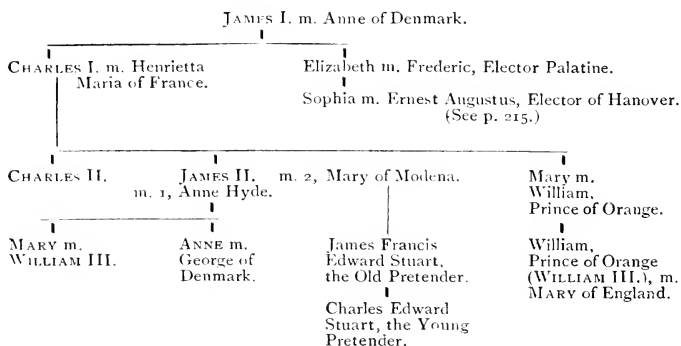 JAMES I. m. Anne of Denmark.
CHARLES I. m. Henrietta
Maria of France.
Elizabeth m. Frederic, Elector Palatine.
Sophia m. Ernest Augustus, Elector of Hanover.
(See p. 215.)
CHARLES II.
JAMES II. m. 2, Mary of Modena.
m. 1, Anne Hyde.
Mary m.
William,
Prince of Orange.
MARY m.
WILLIAM III.
ANNE m.
George of
Denmark.
James Francis
Edward Stuart,
the Old Pretender.
Charles Edward
Stuart, the Young
Pretender.
William,
Prince of Orange
(WILLIAM III.), m.
MARY of England.